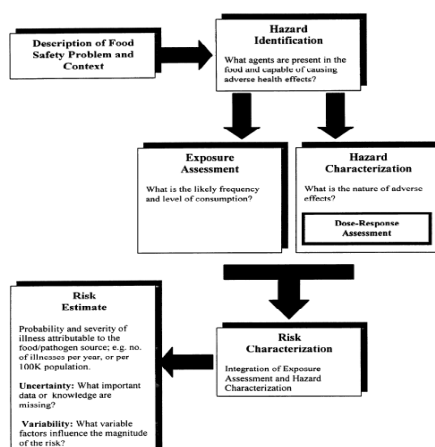 Description of Food
Safety Problem and
Context
Hazard
Identification
What agents are present in the
food and capable of causing
adverse health effects?
Exposure
Assessment
What is the likely frequency
and level of consumption?
Hazard
Characterization
What is the nature of adverse
effects?
Dose-Response
Assessment
Risk
Characterization
Integration of Exposure
Assessment and Hazard
Characterization
Risk
Estimate
Probability and severity of
illness attributable to the
food/pathogen source; e.g. no.
of illnesses per year, or per
100K population.
Uncertainty: What important
data or knowledge are
missing?
Variability: What variable
factors influence the magnitude
of the risk?